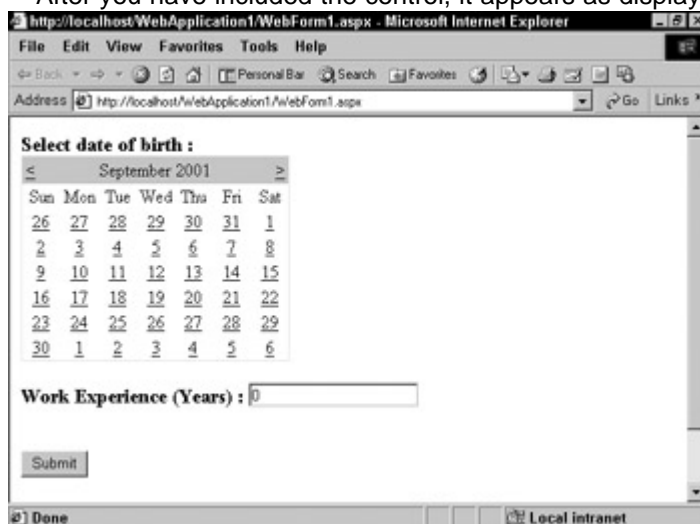 After you have included the control, it appears as display
http://localhost/WebApplication1/WebForm1.aspx - Microsoft Internet Explorer
File Edit View Favorites Tools Help
Back Personal Bar Search Favorites
Address http://localhost/WebApplication1/WebForm1.aspx Go Links »
Select date of birth :
< September 2001 >
Sun Mon Tue Wed Thu Fri Sat
26 27 28 29 30 31 1
2 3 4 5 6 7 8
9 10 11 12 13 14 15
16 17 18 19 20 21 22
23 24 25 26 27 28 29
30 1 2 3 4 5 6
Work Experience (Years) : 0
Submit
Done Local intranet